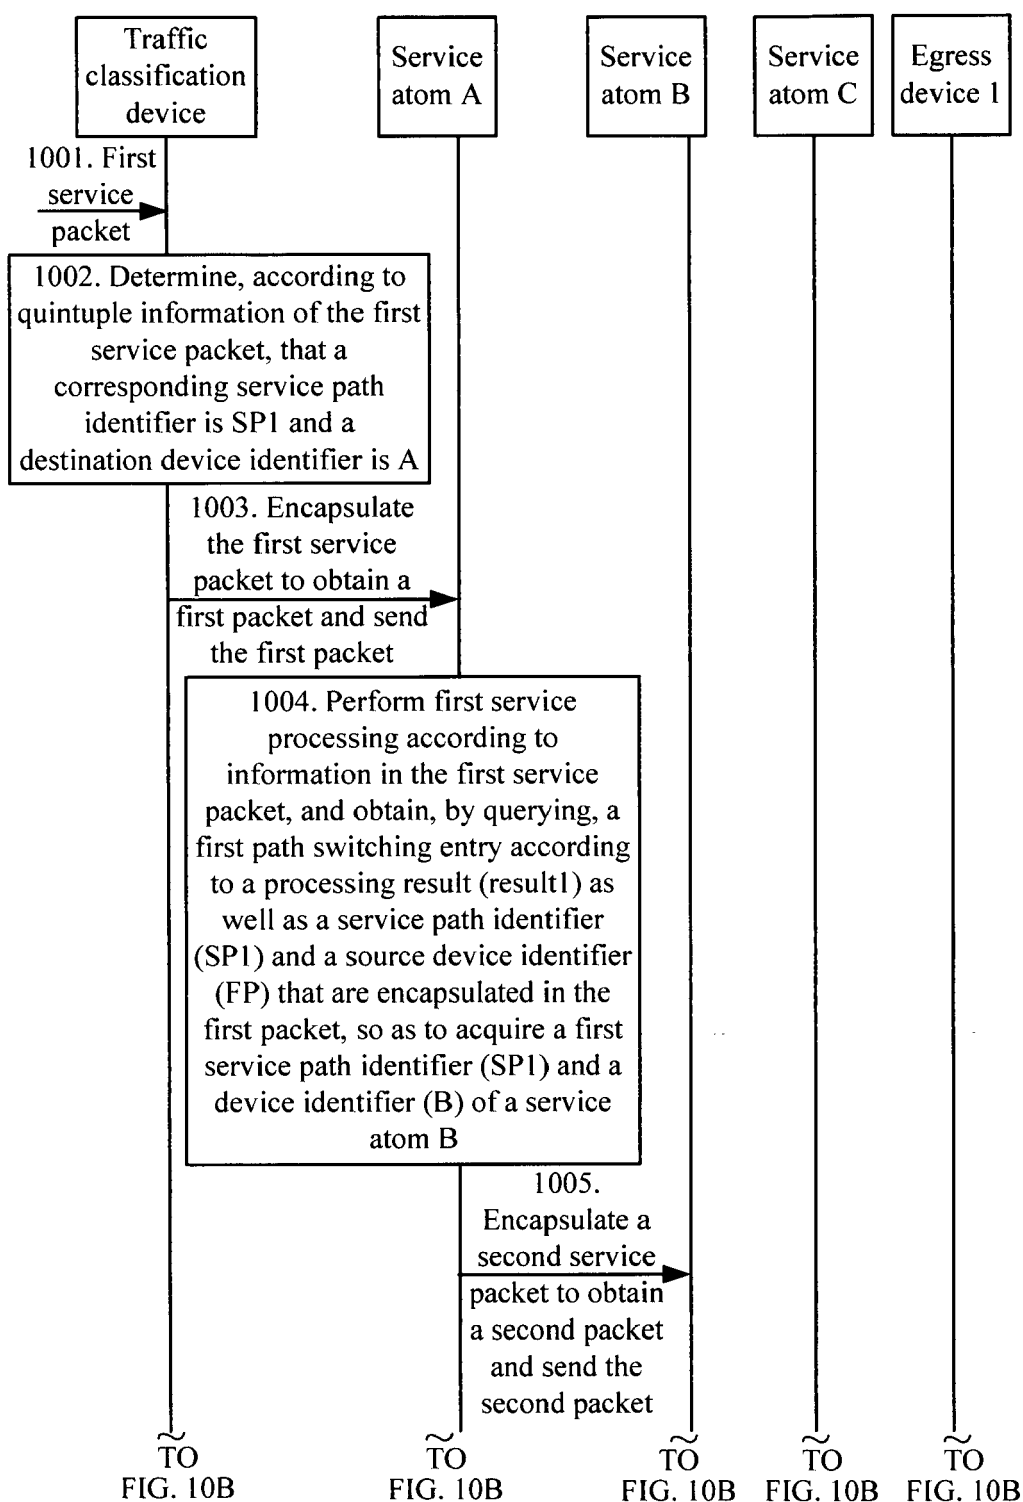 Traffic
classification
device
Service
atom A
Service
atom B
Service
atom C
Egress
device 1
1001. First
service
packet
1002. Determine, according to
quintuple information of the first
service packet, that a
corresponding service path
identifier is SP1 and a
destination device identifier is A
1003. Encapsulate
the first service
packet to obtain a
first packet and send
the first packet
1004. Perform first service
processing according to
information in the first service
packet, and obtain, by querying, a
first path switching entry according
to a processing result (result1) as
well as a service path identifier
(SP1) and a source device identifier
(FP) that are encapsulated in the
first packet, so as to acquire a first
service path identifier (SP1) and a
device identifier (B) of a service
atom B
1005.
Encapsulate a
second service
packet to obtain
a second packet
and send the
second packet
TO
FIG. 10B
TO
FIG. 10B
TO
FIG. 10B
TO
FIG. 10B
TO
FIG. 10B